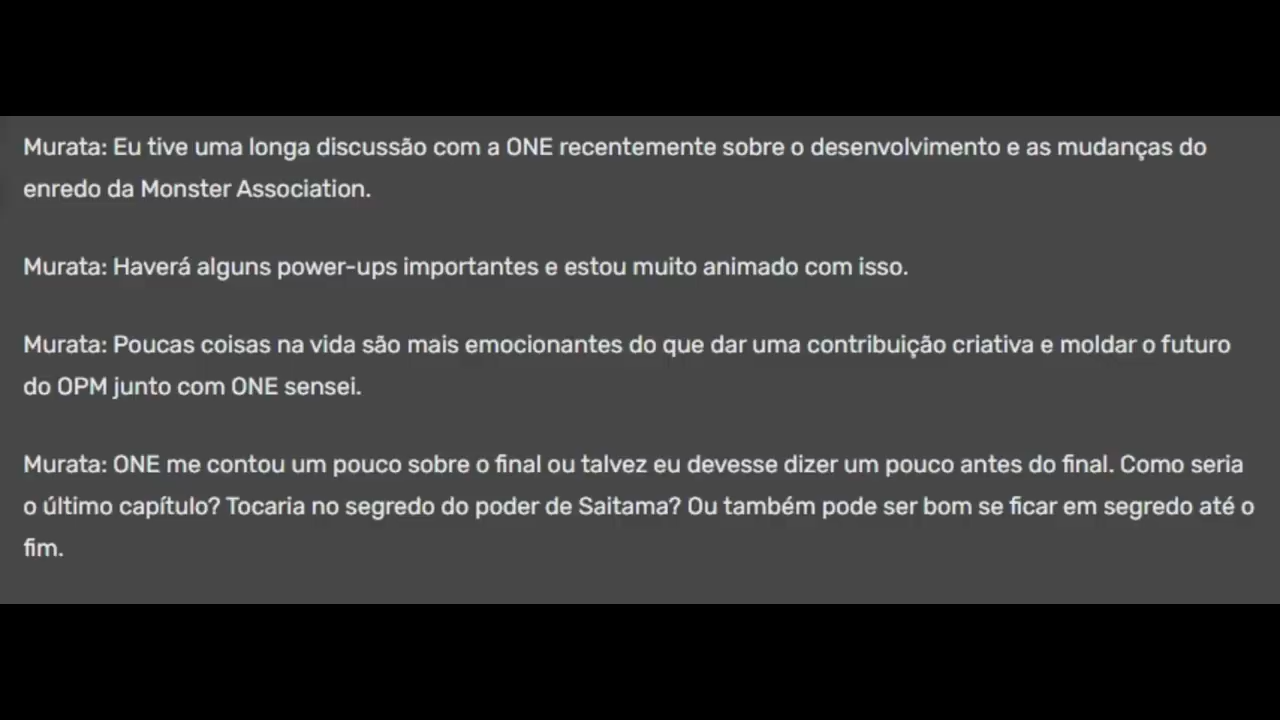 Murata: Eu tive uma longa discussão com a ONE recentemente sobre o desenvolvimento e as mudanças do
enredo da Monster Association.
Murata: Haverá alguns power-ups importantes e estou muito animado com isso.
Murata: Poucas coisas na vida são mais emocionantes do que dar uma contribuição criativa e moldar o futuro
do OPM junto com ONE sensei.
Murata: ONE me contou um pouco sobre o final ou talvez eu devesse dizer um pouco antes do final. Como seria
o último capítulo? Tocaria no segredo do poder de Saitama? Ou também pode ser bom se ficar em segredo até o
fim.